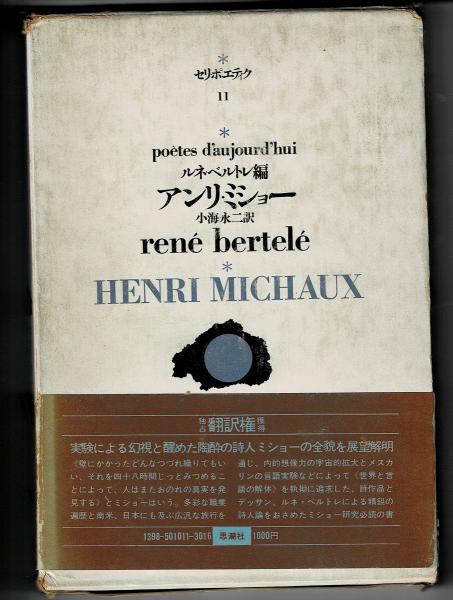 *
セリ・ポエティク
11
*
poètes d'aujourd'hui
ルネ・ベルトレ編
アンリ・ミショー
小海永二訳
rené bertelé
*
HENRI MICHAUX
独占翻訳権獲得
実験による幻視と醒めた陶酔の詩人ミショーの全貌を展望解明
《壁にかかったどんなつづれ織りでもい
い、それを四十八時間じっとみつめるこ
とによって、人はまたおのれの真実を発
見する》とミショーはいう。多彩な職業
遍歴と南米、日本にも及ぶ広汎な旅行を
通じ、内的想像力の宇宙的拡大とメスカ
リンの言語実験などによって《世界と言
語の解体》を執拗に追求した、詩作品と
デッサン、ルネ・ベルトレによる精鋭の
詩人論をおさめたミショー研究必読の書
1398-501011-3016 思潮社 1000円